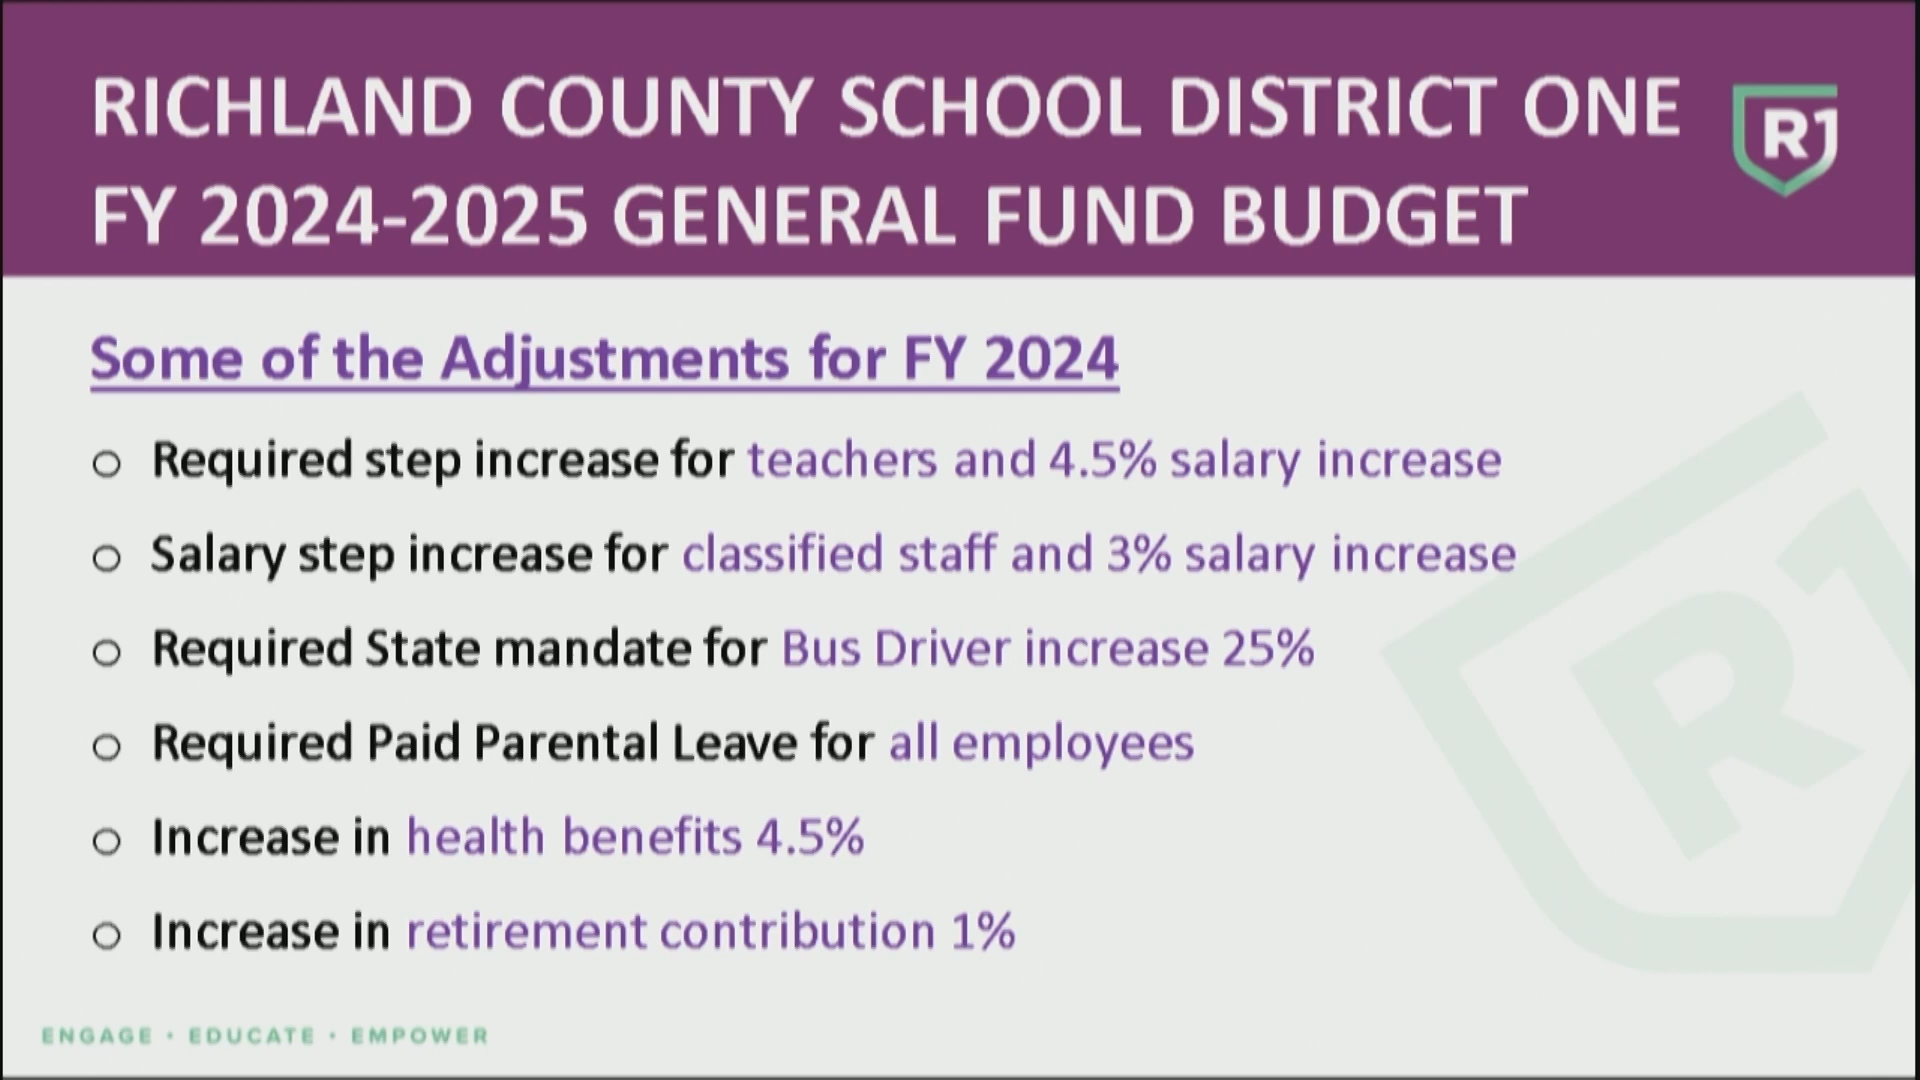 RICHLAND COUNTY SCHOOL DISTRICT ONE
R1
FY 2024-2025 GENERAL FUND BUDGET
Some of the Adjustments for FY 2024
o Required step increase for teachers and 4.5% salary increase
o Salary step increase for classified staff and 3% salary increase
o Required State mandate for Bus Driver increase 25%
o Required Paid Parental Leave for all employees
o Increase in health benefits 4.5%
o Increase in retirement contribution 1%
R1
ENGAGE · EDUCATE · EMPOWER